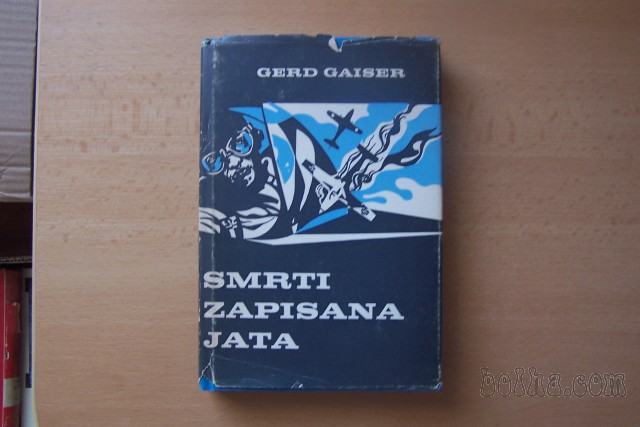 GERD GAISER
SMRTI
ZAPISANA
JATA
bolha.com